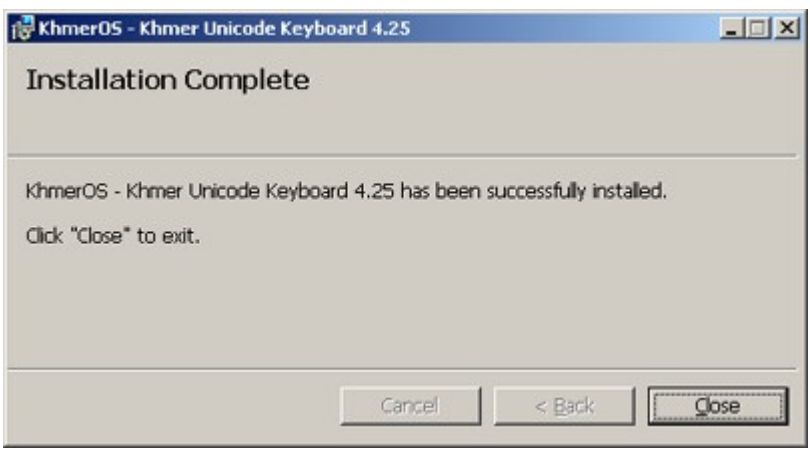 KhmerOS - Khmer Unicode Keyboard 4.25
Installation Complete
KhmerOS - Khmer Unicode Keyboard 4.25 has been successfully installed.
Click "Close" to exit.
Cancel
< Back
Close